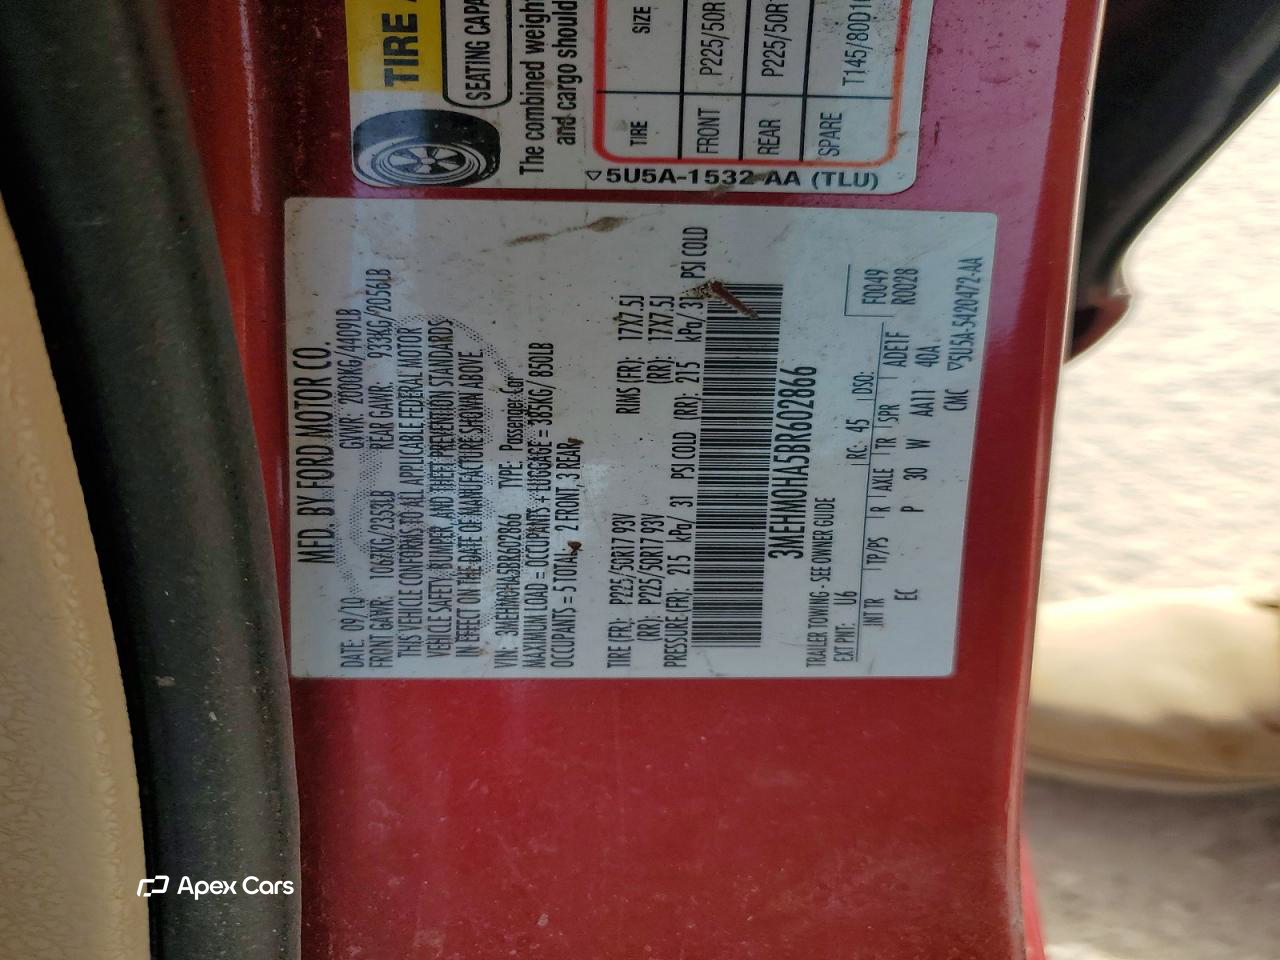 TIRE
SEATING CAPA
The combined weight
and cargo should
TIRE SIZE
FRONT P225/50R
REAR P225/50R
SPARE T145/80D1
5U5A-1532-AA (TLU)
MFD. BY FORD MOTOR CO.
DATE: 09/10 GVWR: 2000KG/4409LB
FRONT GAWR: 1067KG/2353LB REAR GAWR: 933KG/2056LB
THIS VEHICLE CONFORMS TO ALL APPLICABLE FEDERAL MOTOR
VEHICLE SAFETY, BUMPER, AND THEFT PREVENTION STANDARDS
IN EFFECT ON THE DATE OF MANUFACTURE SHOWN ABOVE.
VIN: 3MEHM0HA5BR602866 TYPE: Passenger Car
MAXIMUM LOAD = OCCUPANTS + LUGGAGE = 385KG/ 850LB
OCCUPANTS = 5 TOTAL, 2 FRONT, 3 REAR,
TIRE (FR): P225/50R17 93V RIMS (FR): 17X7.5J
(RR): P225/50R17 93V (RR): 17X7.5J
PRESSURE(FR): 215 kPa/ 31 PSI COLD (RR): 215 kPa/ 31 PSI COLD
3MEHM0HA5BR602866
TRAILER TOWING - SEE OWNER GUIDE F0049
EXT PNT: U6 RC: 45 DSO: R0028
INT TR TP/PS R AXLE TR SPR ADE1F
EC P 30 W AA11 40A
CMC 5U5A-5420472-AA
Apex Cars